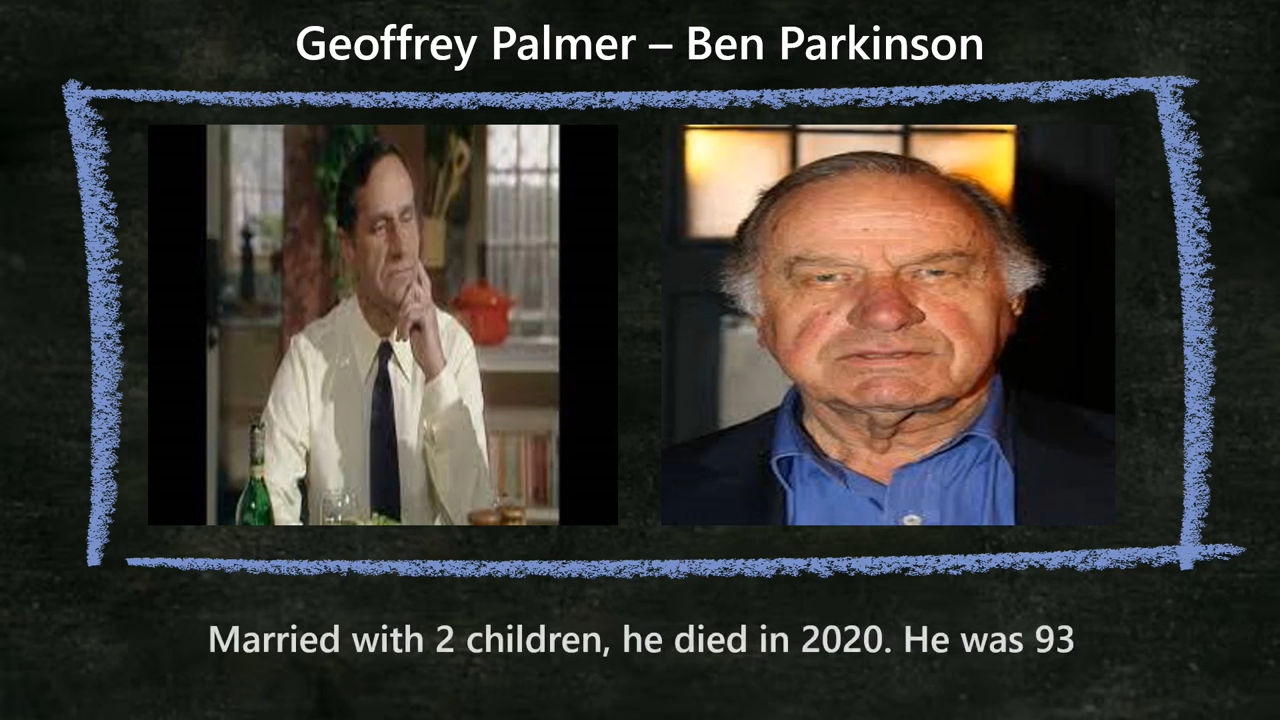 Geoffrey Palmer – Ben Parkinson
Married with 2 children, he died in 2020. He was 93